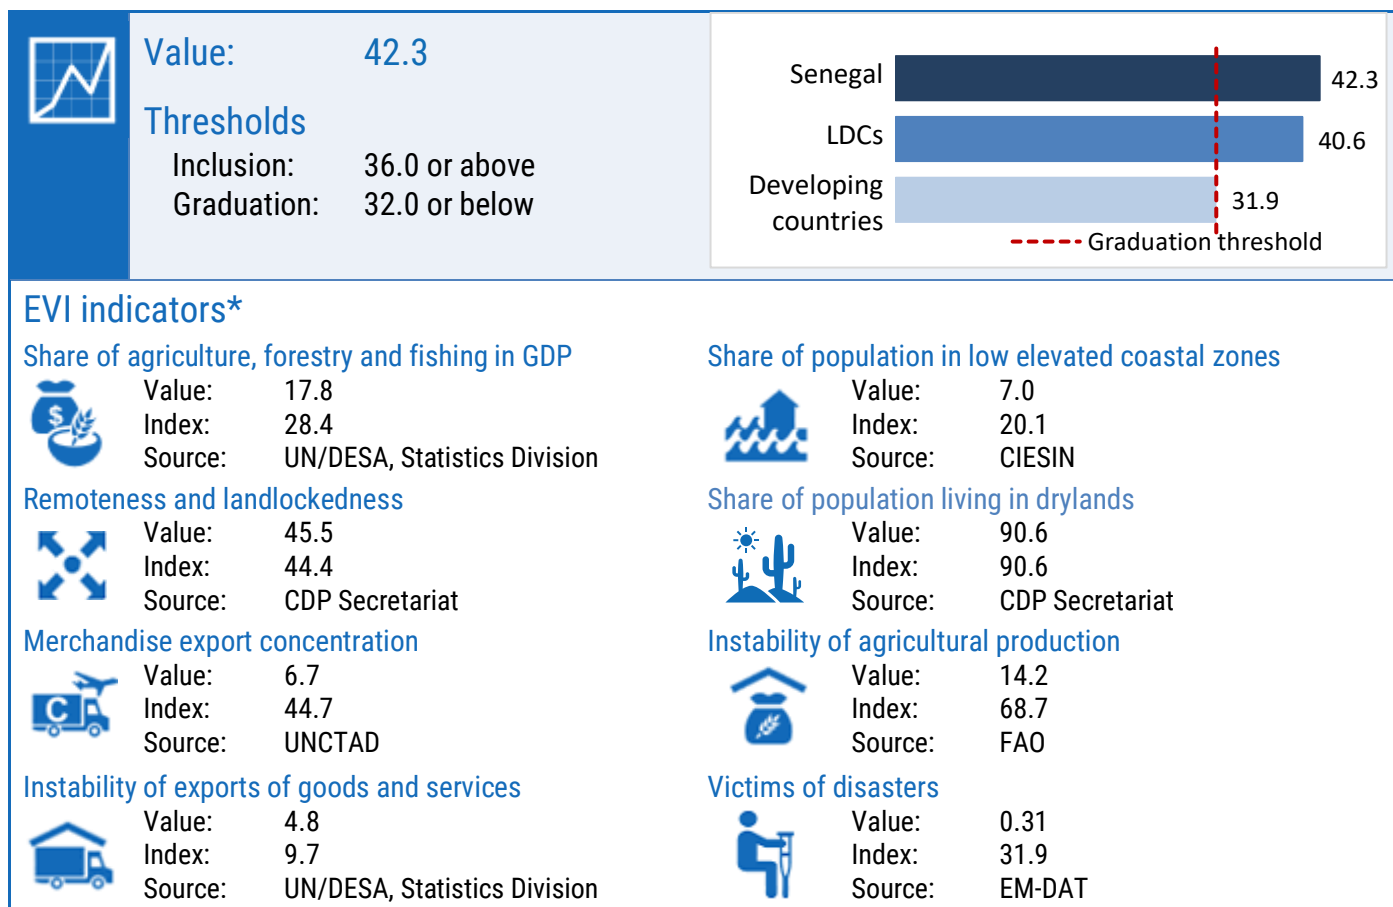 Value: 42.3
Thresholds
Inclusion: 36.0 or above
Graduation: 32.0 or below
Senegal 42.3
LDCs 40.6
Developing
countries 31.9
Graduation threshold
EVI indicators*
Share of agriculture, forestry and fishing in GDP
Value: 17.8
Index: 28.4
Source: UN/DESA, Statistics Division
Share of population in low elevated coastal zones
Value: 7.0
Index: 20.1
Source: CIESIN
Remoteness and landlockedness
Value: 45.5
Index: 44.4
Source: CDP Secretariat
Share of population living in drylands
Value: 90.6
Index: 90.6
Source: CDP Secretariat
Merchandise export concentration
C
Value: 6.7
Index: 44.7
Source: UNCTAD
Instability of agricultural production
Value: 14.2
Index: 68.7
Source: FAO
Instability of exports of goods and services
Value: 4.8
Index: 9.7
Source: UN/DESA, Statistics Division
Victims of disasters
Value: 0.31
Index: 31.9
Source: EM-DAT